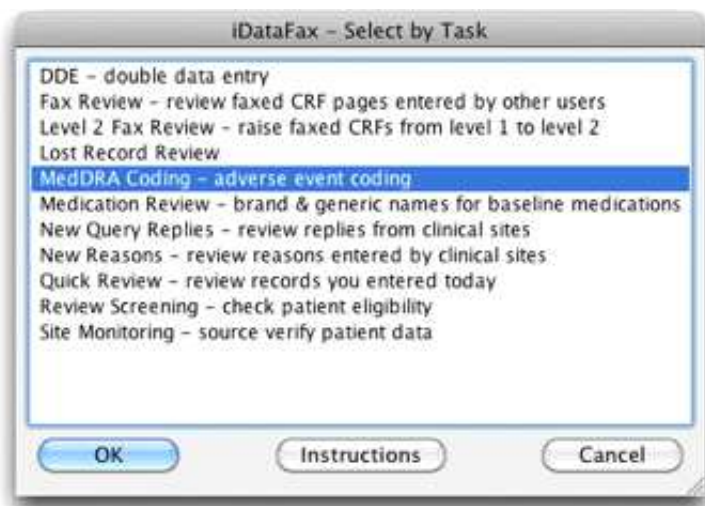 iDataFax – Select by Task
DDE – double data entry
Fax Review – review faxed CRF pages entered by other users
Level 2 Fax Review – raise faxed CRFs from level 1 to level 2
Lost Record Review
MedDRA Coding – adverse event coding
Medication Review – brand & generic names for baseline medications
New Query Replies – review replies from clinical sites
New Reasons – review reasons entered by clinical sites
Quick Review – review records you entered today
Review Screening – check patient eligibility
Site Monitoring – source verify patient data
OK Instructions Cancel